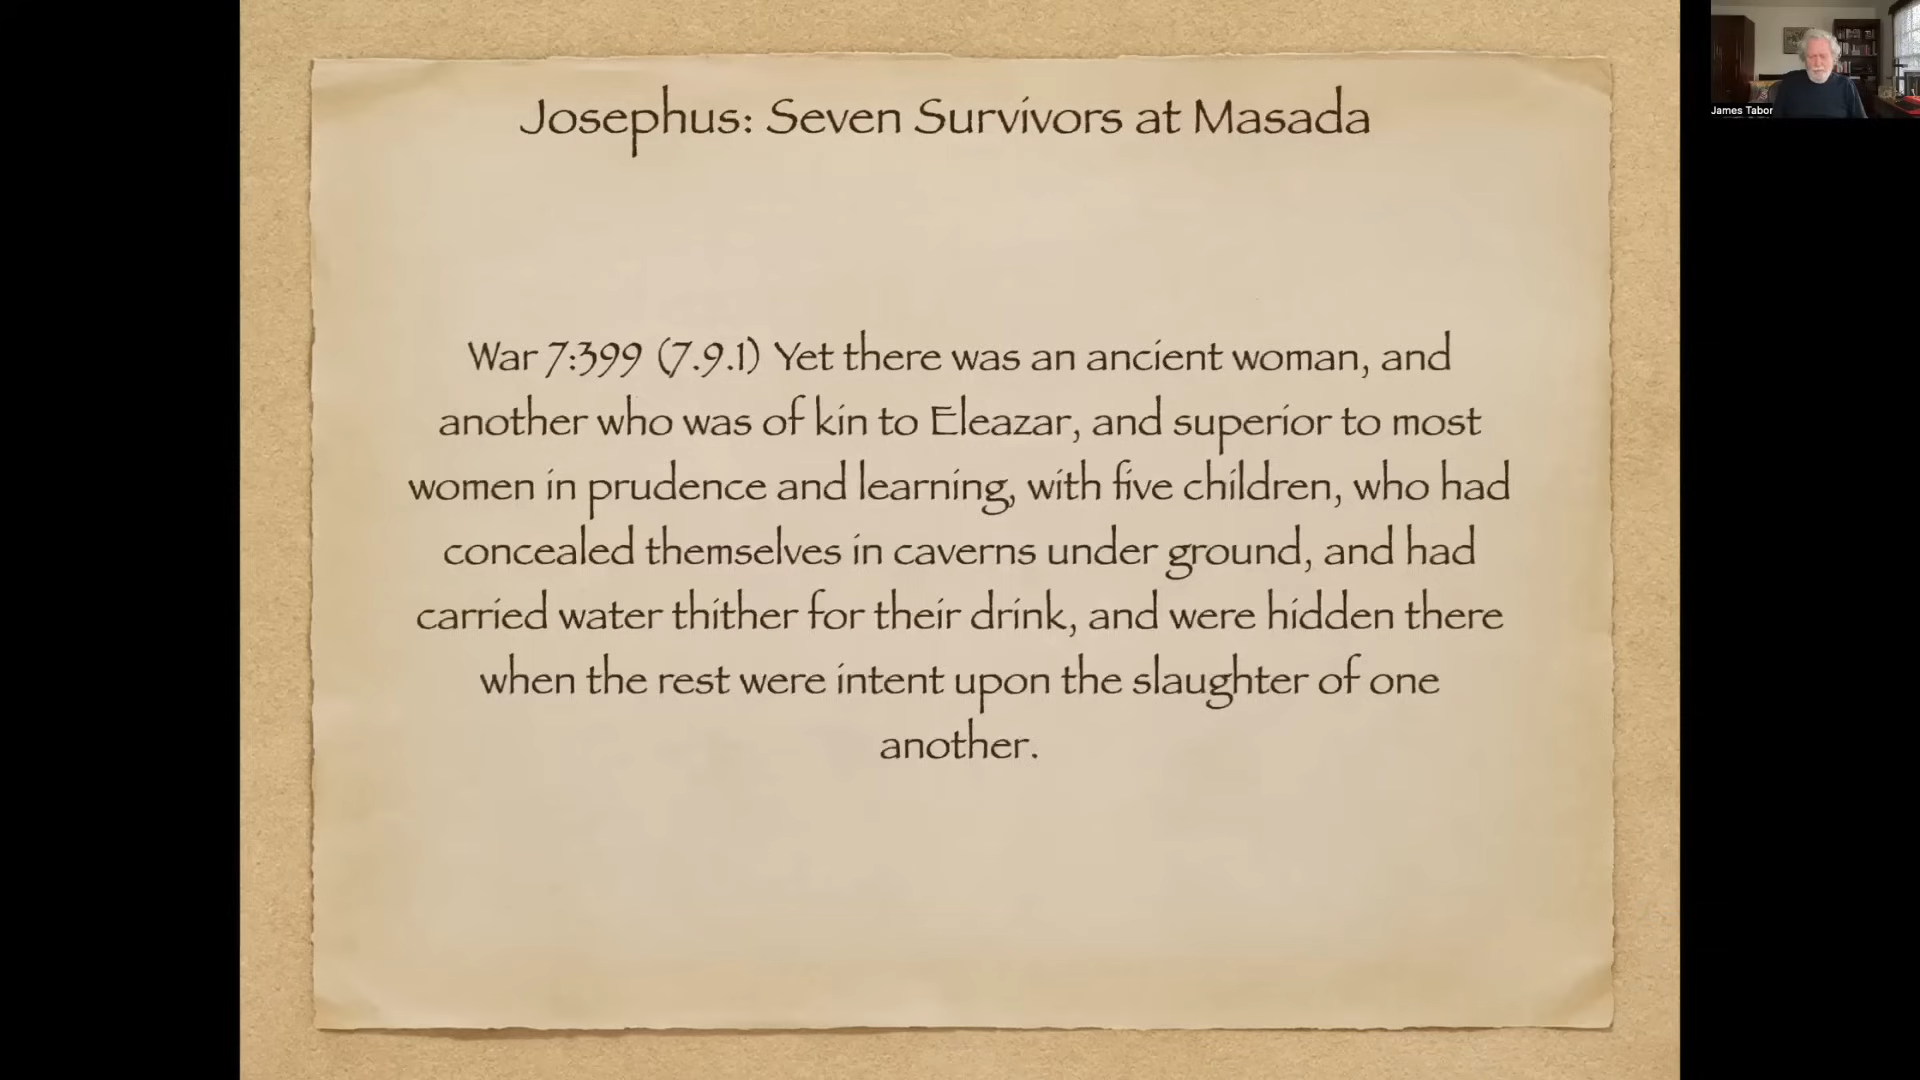 Josephus: Seven Survivors at Masada
War 7:399 (7.9.1) Yet there was an ancient woman, and
another who was of kin to Eleazar, and superior to most
women in prudence and learning, with five children, who had
concealed themselves in caverns under ground, and had
carried water thither for their drink, and were hidden there
when the rest were intent upon the slaughter of one
another.
James Tabor